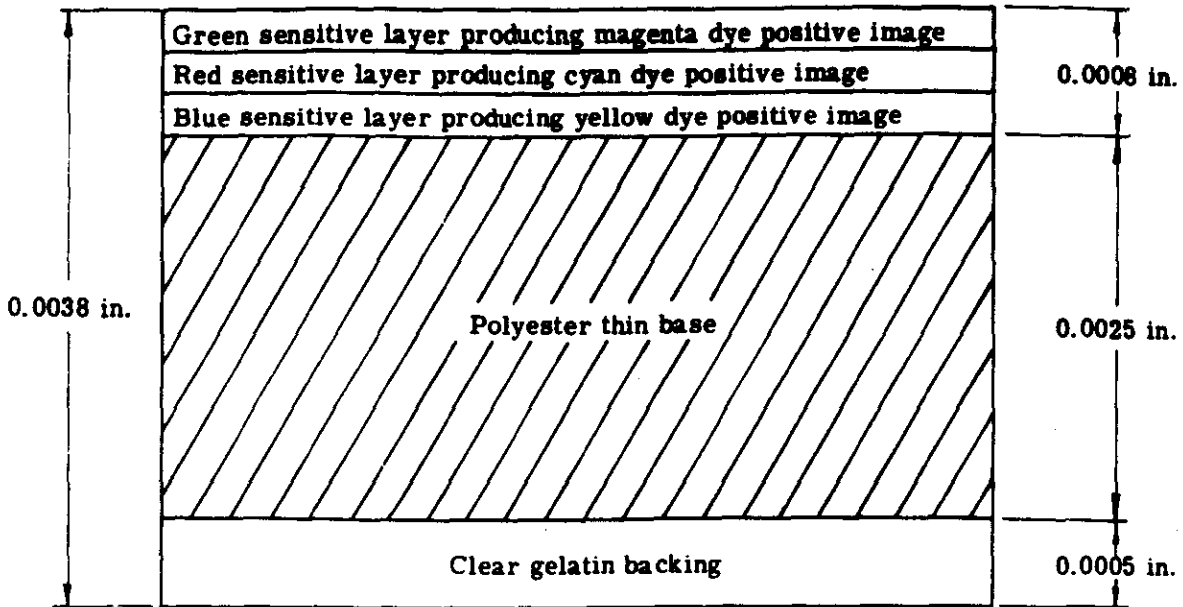 Green sensitive layer producing magenta dye positive image
Red sensitive layer producing cyan dye positive image
0.0008 in.
Blue sensitive layer producing yellow dye positive image
0.0038 in.
Polyester thin base
0.0025 in.
Clear gelatin backing
0.0005 in.